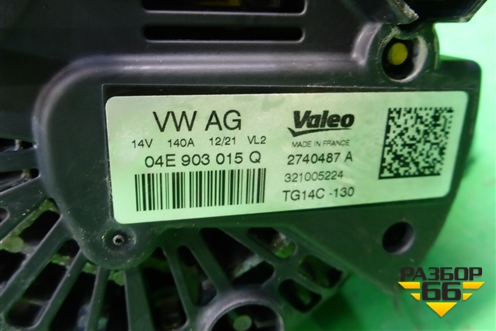 VW AG
14V 140A 12/21 VL2
04E 903 015 Q
Valeo
MADE IN FRANCE
2740487 A
321005224
TG14C -130
РАЗБОР
66